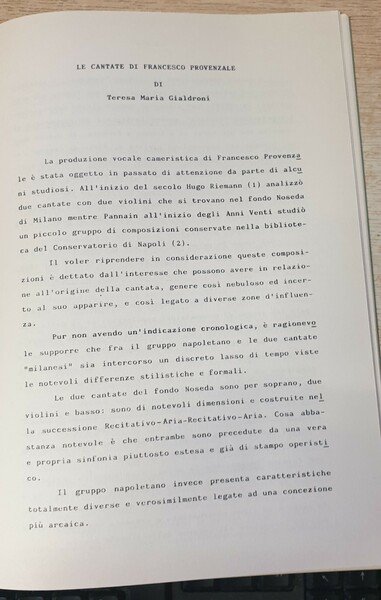 LE CANTATE DI FRANCESCO PROVENZALE
DI
Teresa Maria Gialdroni
La produzione vocale cameristica di Francesco Provenza
le è stata oggetto in passato di attenzione da parte di alcu
ni studiosi. All'inizio del secolo Hugo Riemann (1) analizzò
due cantate con due violini che si trovano nel fondo Noseda
di Milano mentre Pannain all'inizio degli Anni Venti studiò
un piccolo gruppo di composizioni conservate nella bibliote
ca del Conservatorio di Napoli (2).
Il voler riprendere in considerazione queste composi-
zioni è dettato dall'interesse che possono avere in relazio-
ne all'origine della cantata, genere così nebuloso ed incer-
to al suo apparire, e così legato a diverse zone d'influen-
za.
Pur non avendo un'indicazione cronologica, è ragionevo
le supporre che fra il gruppo napoletano e le due cantate
"milanesi" sia intercorso un discreto lasso di tempo viste
le notevoli differenze stilistiche e formali.
Le due cantate del fondo Noseda sono per soprano, due
violini e basso: sono di notevoli dimensioni e costruite nel
la successione Recitativo-Aria-Recitativo-Aria. Cosa abba-
stanza notevole è che entrambe sono precedute da una vera
e propria sinfonia piuttosto estesa e già di stampo operisti
co.
Il gruppo napoletano invece presenta caratteristiche
totalmente diverse e verosimilmente legate ad una concezione
più arcaica.